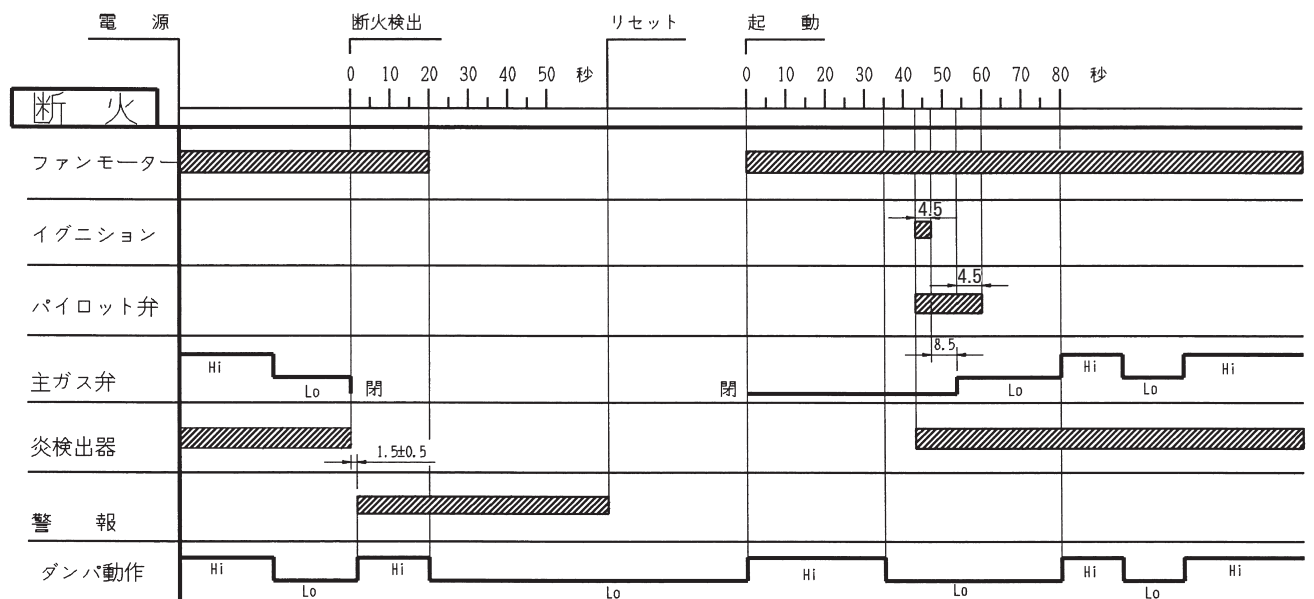 電　源　断火検出　リセット　起　動
0 10 20 30 40 50 秒　0 10 20 30 40 50 60 70 80 秒
断　火
ファンモーター
4.5
イグニション
4.5
パイロット弁
8.5
Hi　Hi　Hi
主ガス弁　Lo　閉　閉　Lo　Lo
炎検出器
1.5±0.5
警　報
ダンパ動作　Hi　Hi　Hi　Hi　Hi
Lo　Lo　Lo　Lo